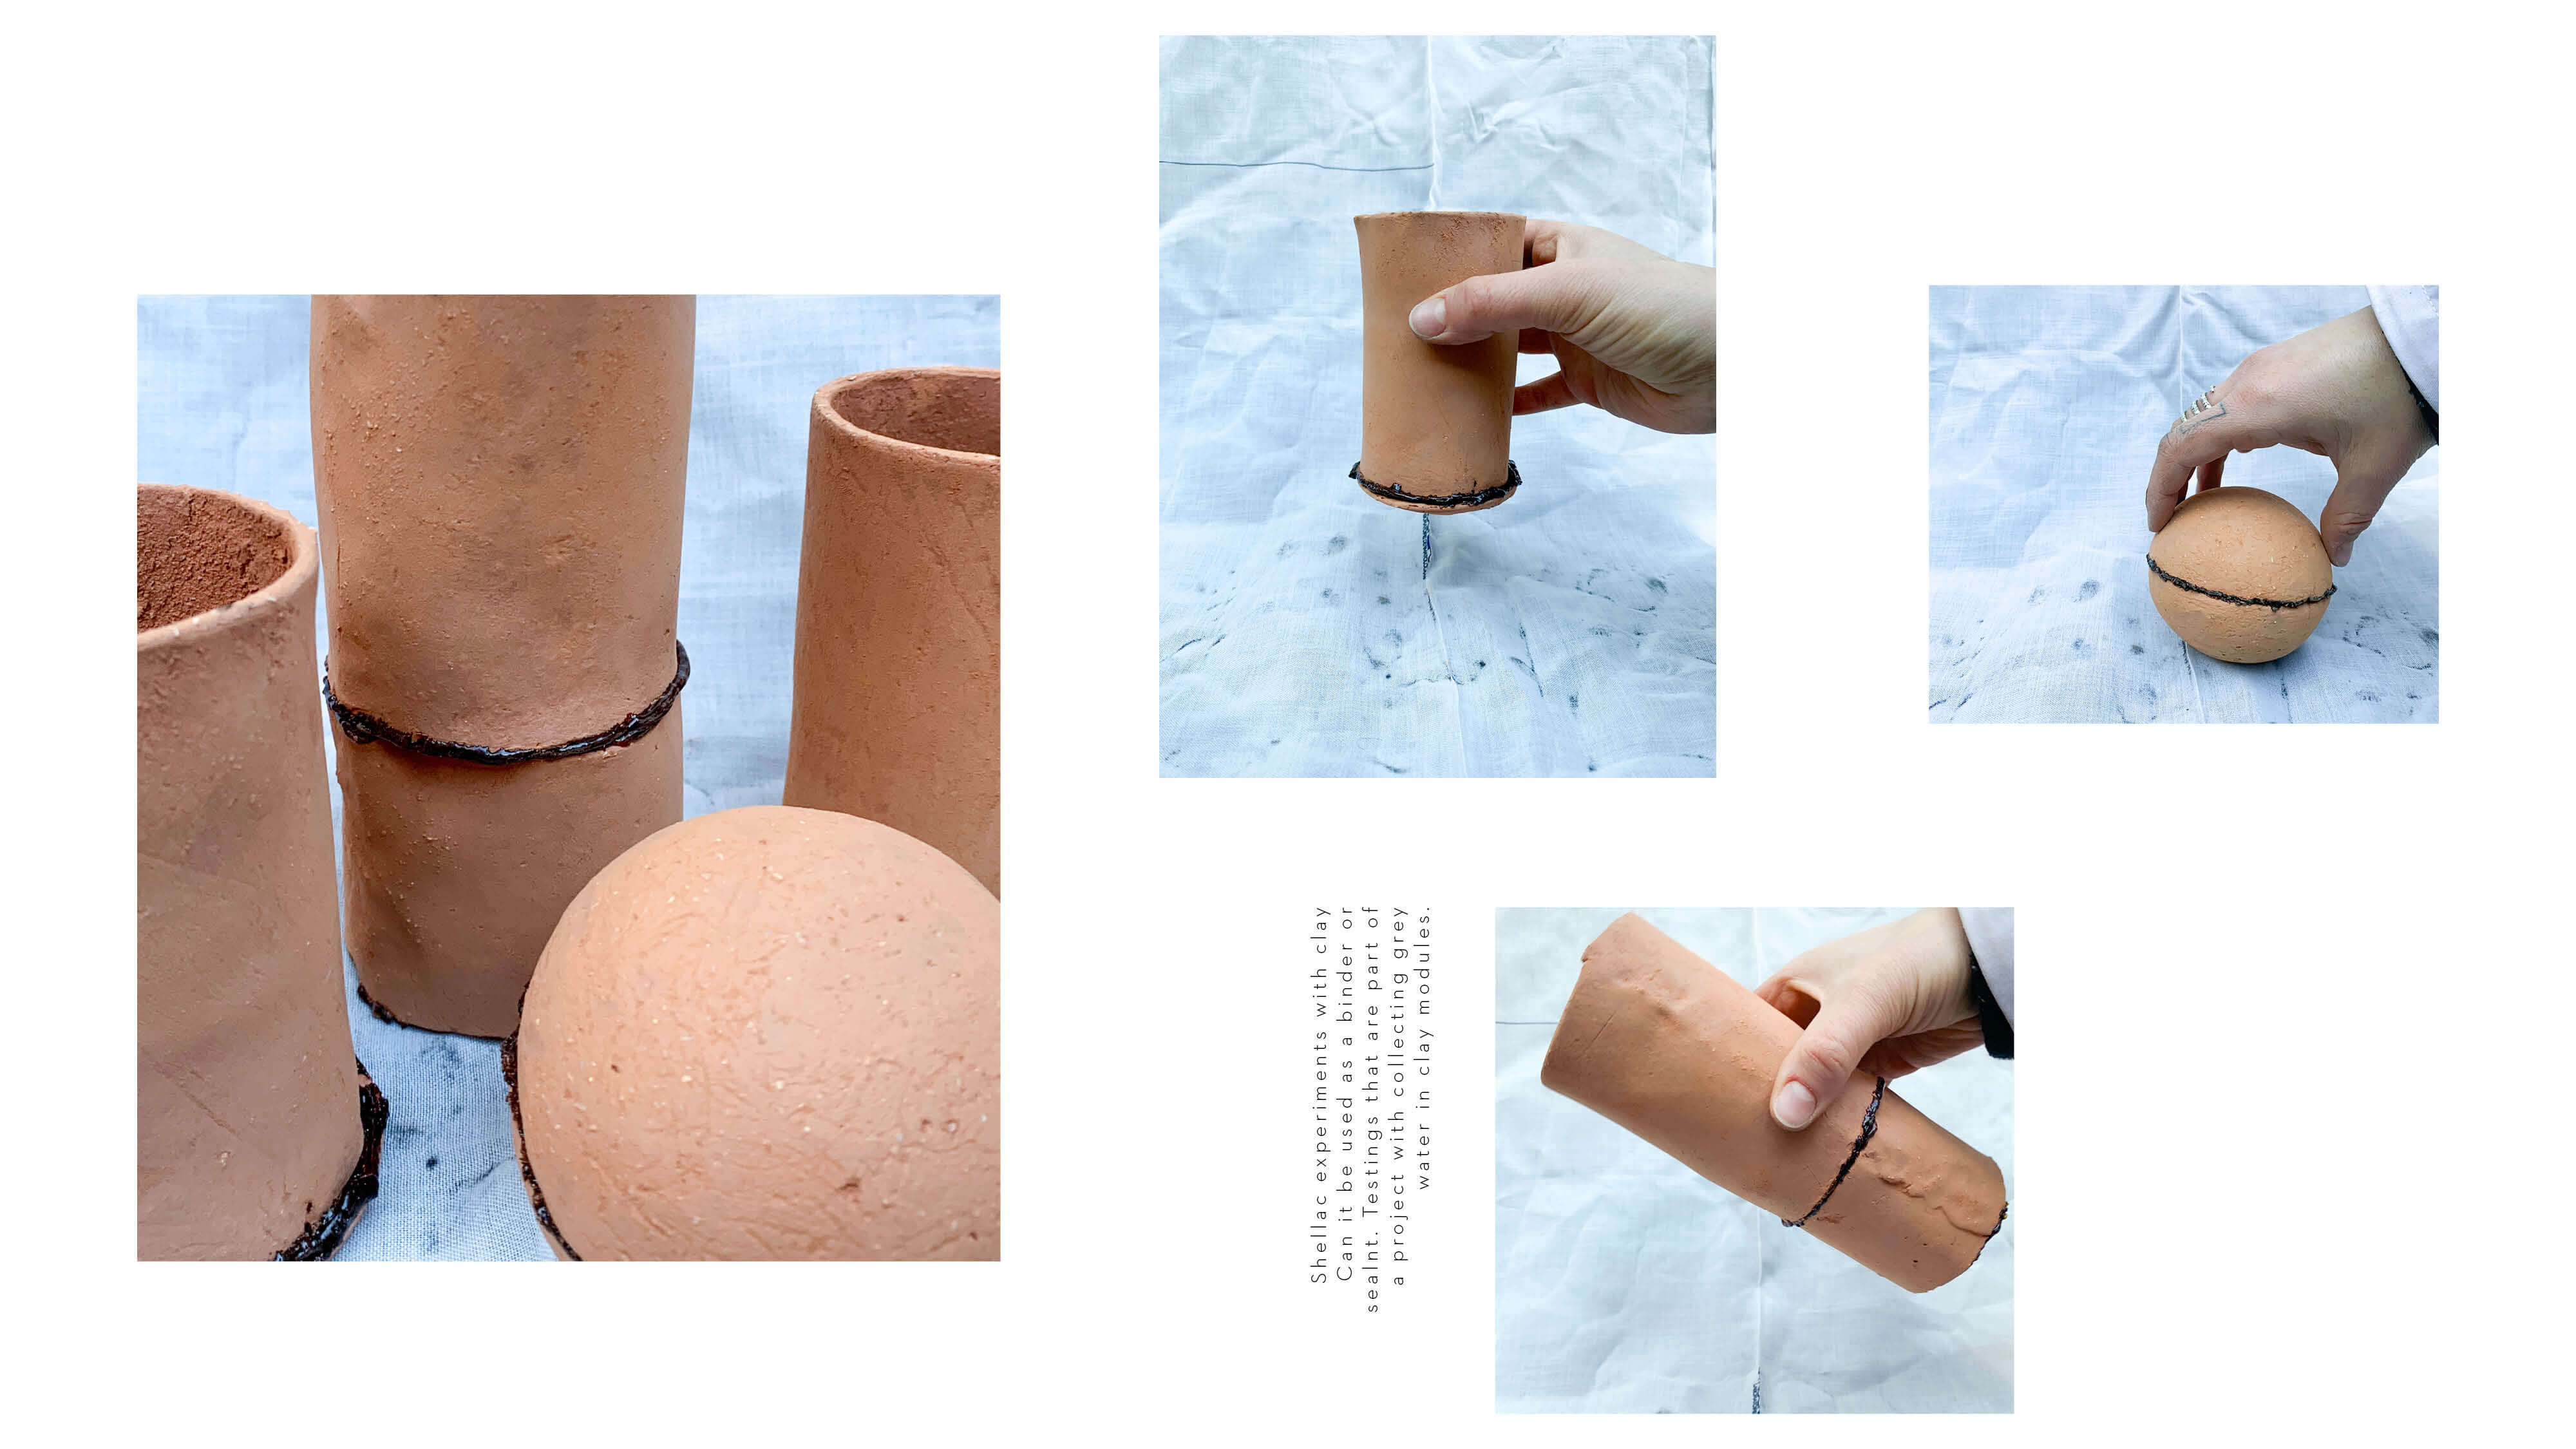 Shellac experiments with clay
Can it be used as a binder or
sealnt. Testings that are part of
a project with collecting grey
water in clay modules.